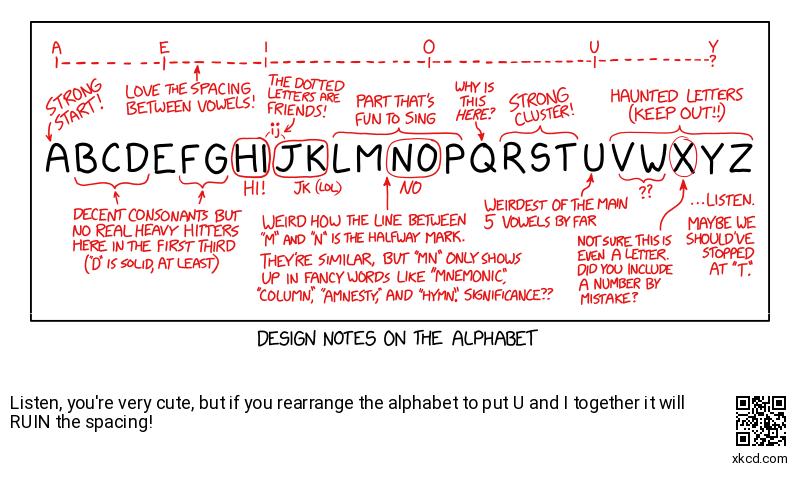 A E I O U Y
?
STRONG
START!
LOVE THE SPACING
BETWEEN VOWELS!
THE DOTTED
LETTERS ARE
FRIENDS!
PART THAT'S
FUN TO SING
WHY IS
THIS
HERE?
STRONG
CLUSTER!
HAUNTED LETTERS
(KEEP OUT!!)
ABCDEFGHIJKLMNOPQRSTUVWXYZ
HI!
JK (LOL)
NO
??
DECENT CONSONANTS BUT
NO REAL HEAVY HITTERS
HERE IN THE FIRST THIRD
("D" IS SOLID, AT LEAST)
WEIRD HOW THE LINE BETWEEN
"M" AND "N" IS THE HALFWAY MARK.
THEY'RE SIMILAR, BUT "MN" ONLY SHOWS
UP IN FANCY WORDS LIKE "MNEMONIC,"
"COLUMN," "AMNESTY," AND "HYMN." SIGNIFICANCE??
WEIRDEST OF THE MAIN
5 VOWELS BY FAR
NOT SURE THIS IS
EVEN A LETTER.
DID YOU INCLUDE
A NUMBER BY
MISTAKE?
...LISTEN.
MAYBE WE
SHOULD'VE
STOPPED
AT "T."
DESIGN NOTES ON THE ALPHABET
Listen, you're very cute, but if you rearrange the alphabet to put U and I together it will
RUIN the spacing!
xkcd.com